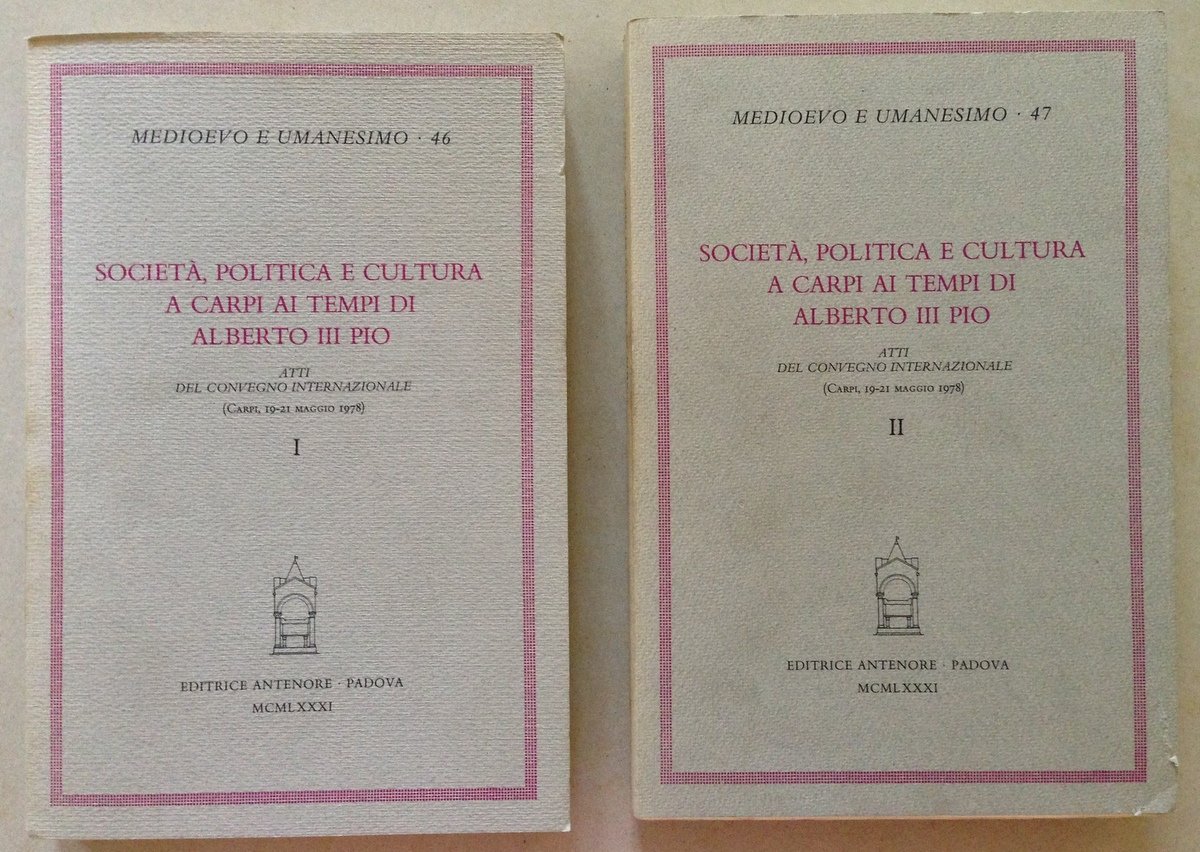 MEDIOEVO E UMANESIMO · 46
SOCIETÀ, POLITICA E CULTURA
A CARPI AI TEMPI DI
ALBERTO III PIO
ATTI
DEL CONVEGNO INTERNAZIONALE
(CARPI, 19-21 MAGGIO 1978)
I
EDITRICE ANTENORE · PADOVA
MCMLXXXI
MEDIOEVO E UMANESIMO · 47
SOCIETÀ, POLITICA E CULTURA
A CARPI AI TEMPI DI
ALBERTO III PIO
ATTI
DEL CONVEGNO INTERNAZIONALE
(CARPI, 19-21 MAGGIO 1978)
II
EDITRICE ANTENORE · PADOVA
MCMLXXXI